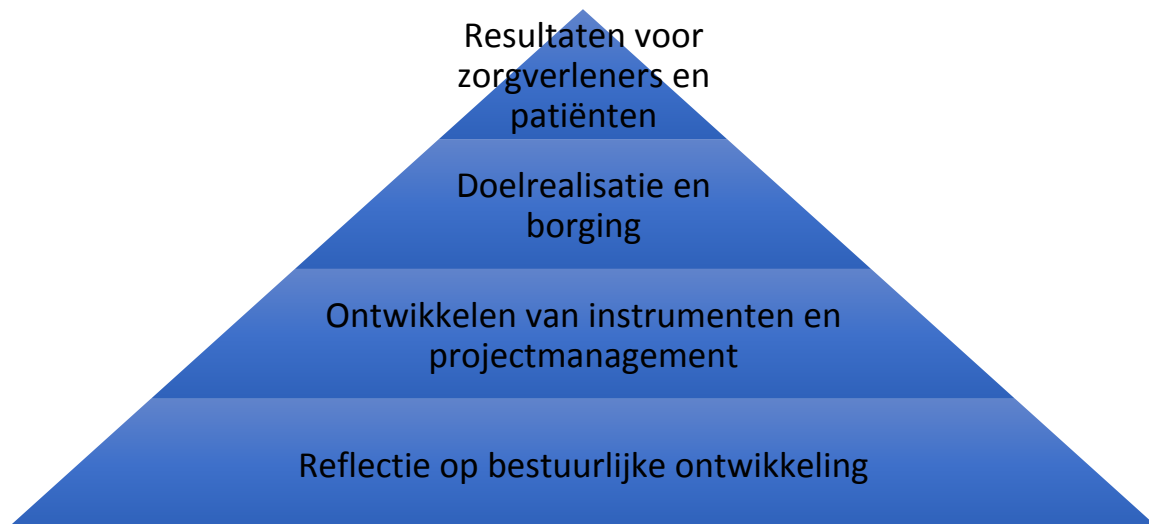 Resultaten voor
zorgverleners en
patiënten
Doelrealisatie en
borging
Ontwikkelen van instrumenten en
projectmanagement
Reflectie op bestuurlijke ontwikkeling